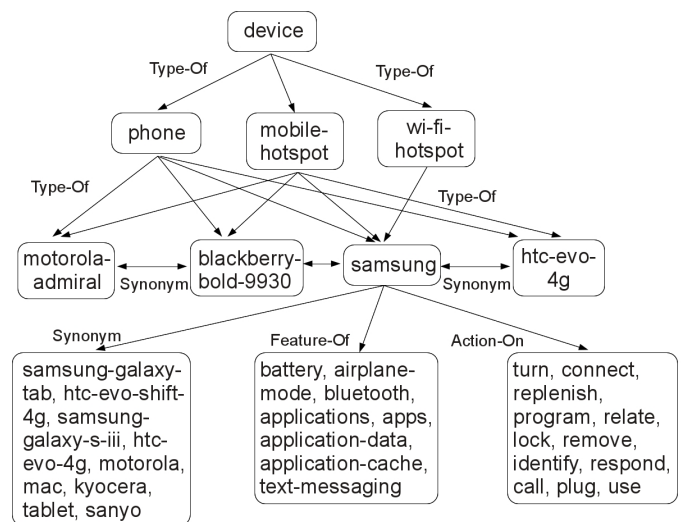 device
Type-Of
Type-Of
phone
mobile-
hotspot
wi-fi-
hotspot
Type-Of
Type-Of
motorola-
admiral
Synonym
blackberry-
bold-9930
samsung
Synonym
htc-evo-
4g
Synonym
Feature-Of
Action-On
samsung-galaxy-
tab, htc-evo-shift-
4g, samsung-
galaxy-s-iii, htc-
evo-4g, motorola,
mac, kyocera,
tablet, sanyo
battery, airplane-
mode, bluetooth,
applications, apps,
application-data,
application-cache,
text-messaging
turn, connect,
replenish,
program, relate,
lock, remove,
identify, respond,
call, plug, use